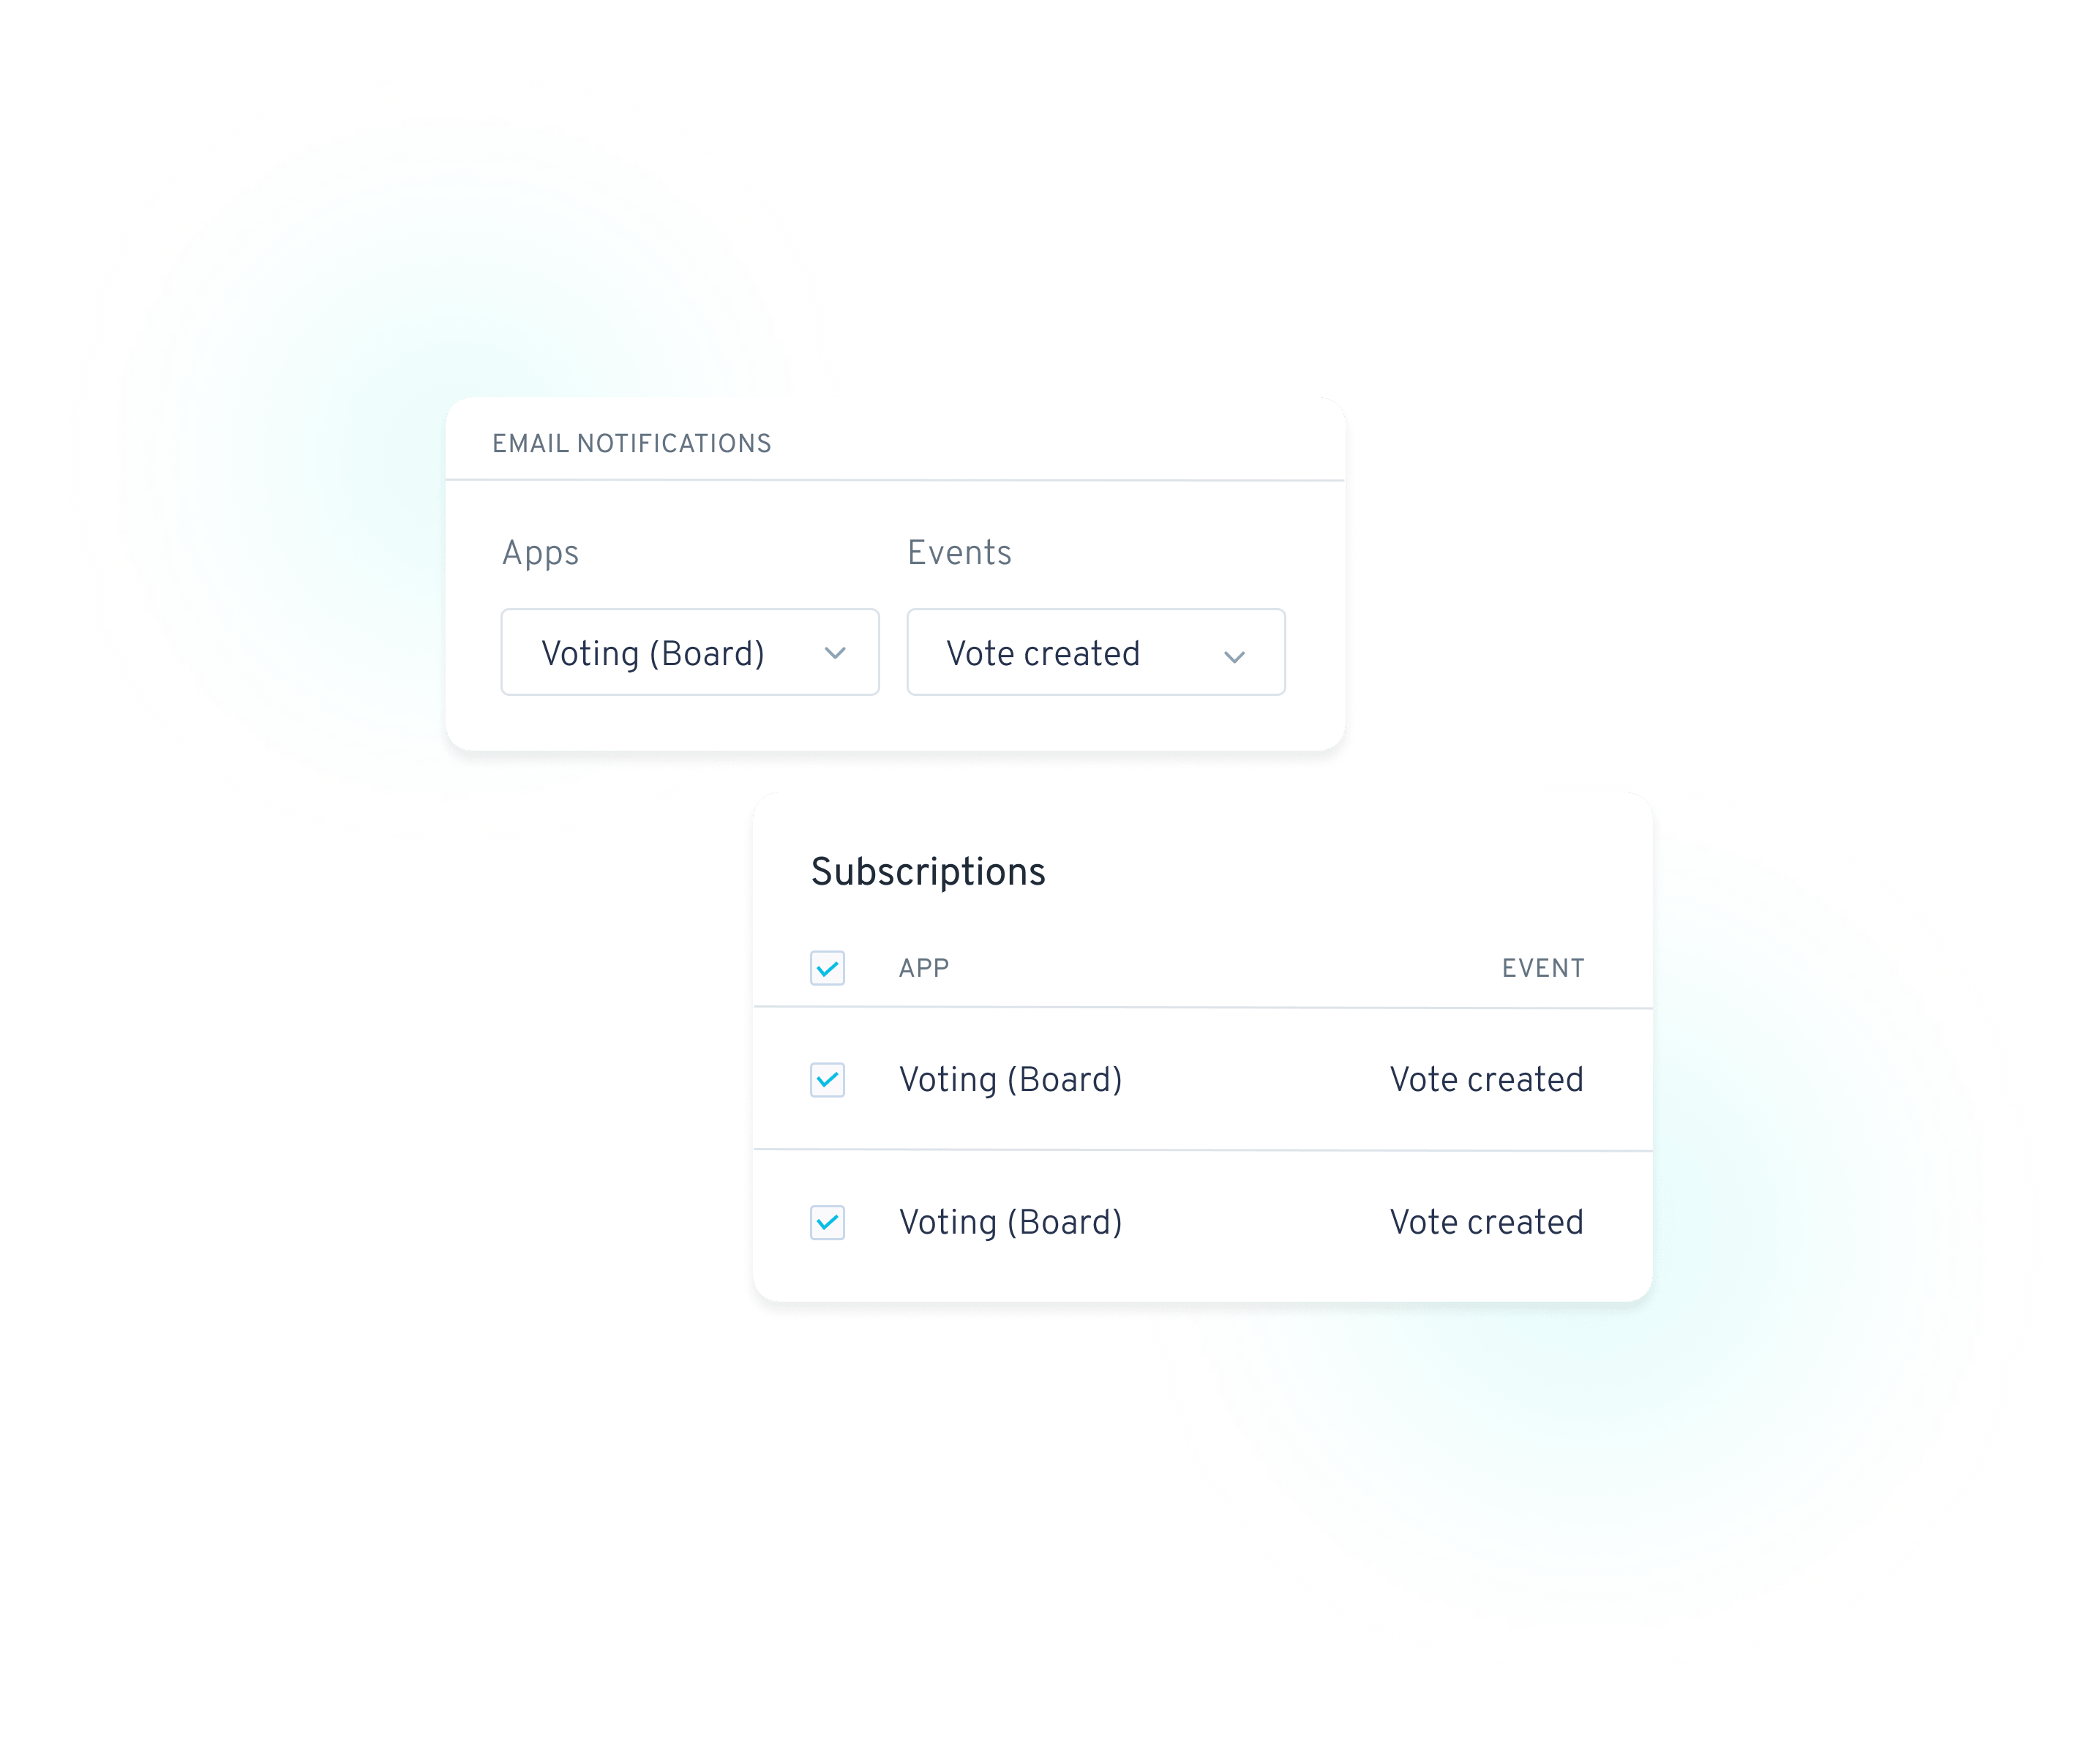 EMAIL NOTIFICATIONS
Apps Events
Voting (Board) Vote created
Subscriptions
APP EVENT
Voting (Board) Vote created
Voting (Board) Vote created